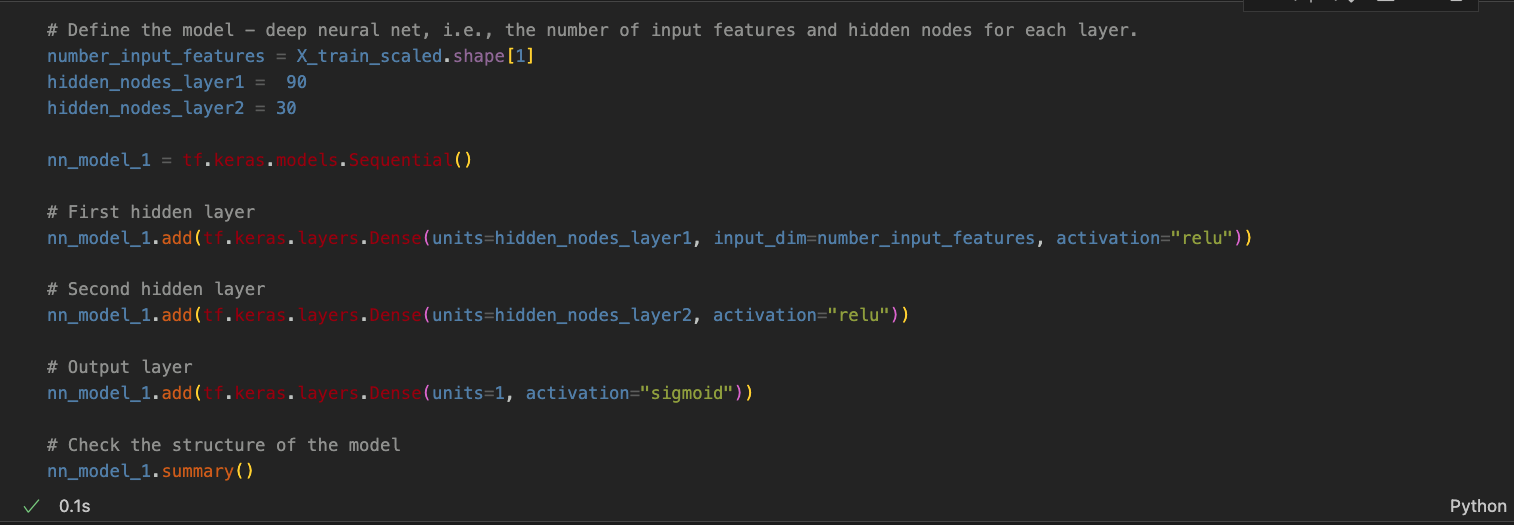 # Define the model – deep neural net, i.e., the number of input features and hidden nodes for each layer.
number_input_features = X_train_scaled.shape[1]
hidden_nodes_layer1 =  90
hidden_nodes_layer2 = 30
nn_model_1 = tf.keras.models.Sequential()
# First hidden layer
nn_model_1.add(tf.keras.layers.Dense(units=hidden_nodes_layer1, input_dim=number_input_features, activation="relu"))
# Second hidden layer
nn_model_1.add(tf.keras.layers.Dense(units=hidden_nodes_layer2, activation="relu"))
# Output layer
nn_model_1.add(tf.keras.layers.Dense(units=1, activation="sigmoid"))
# Check the structure of the model
nn_model_1.summary()
0.1s
Python